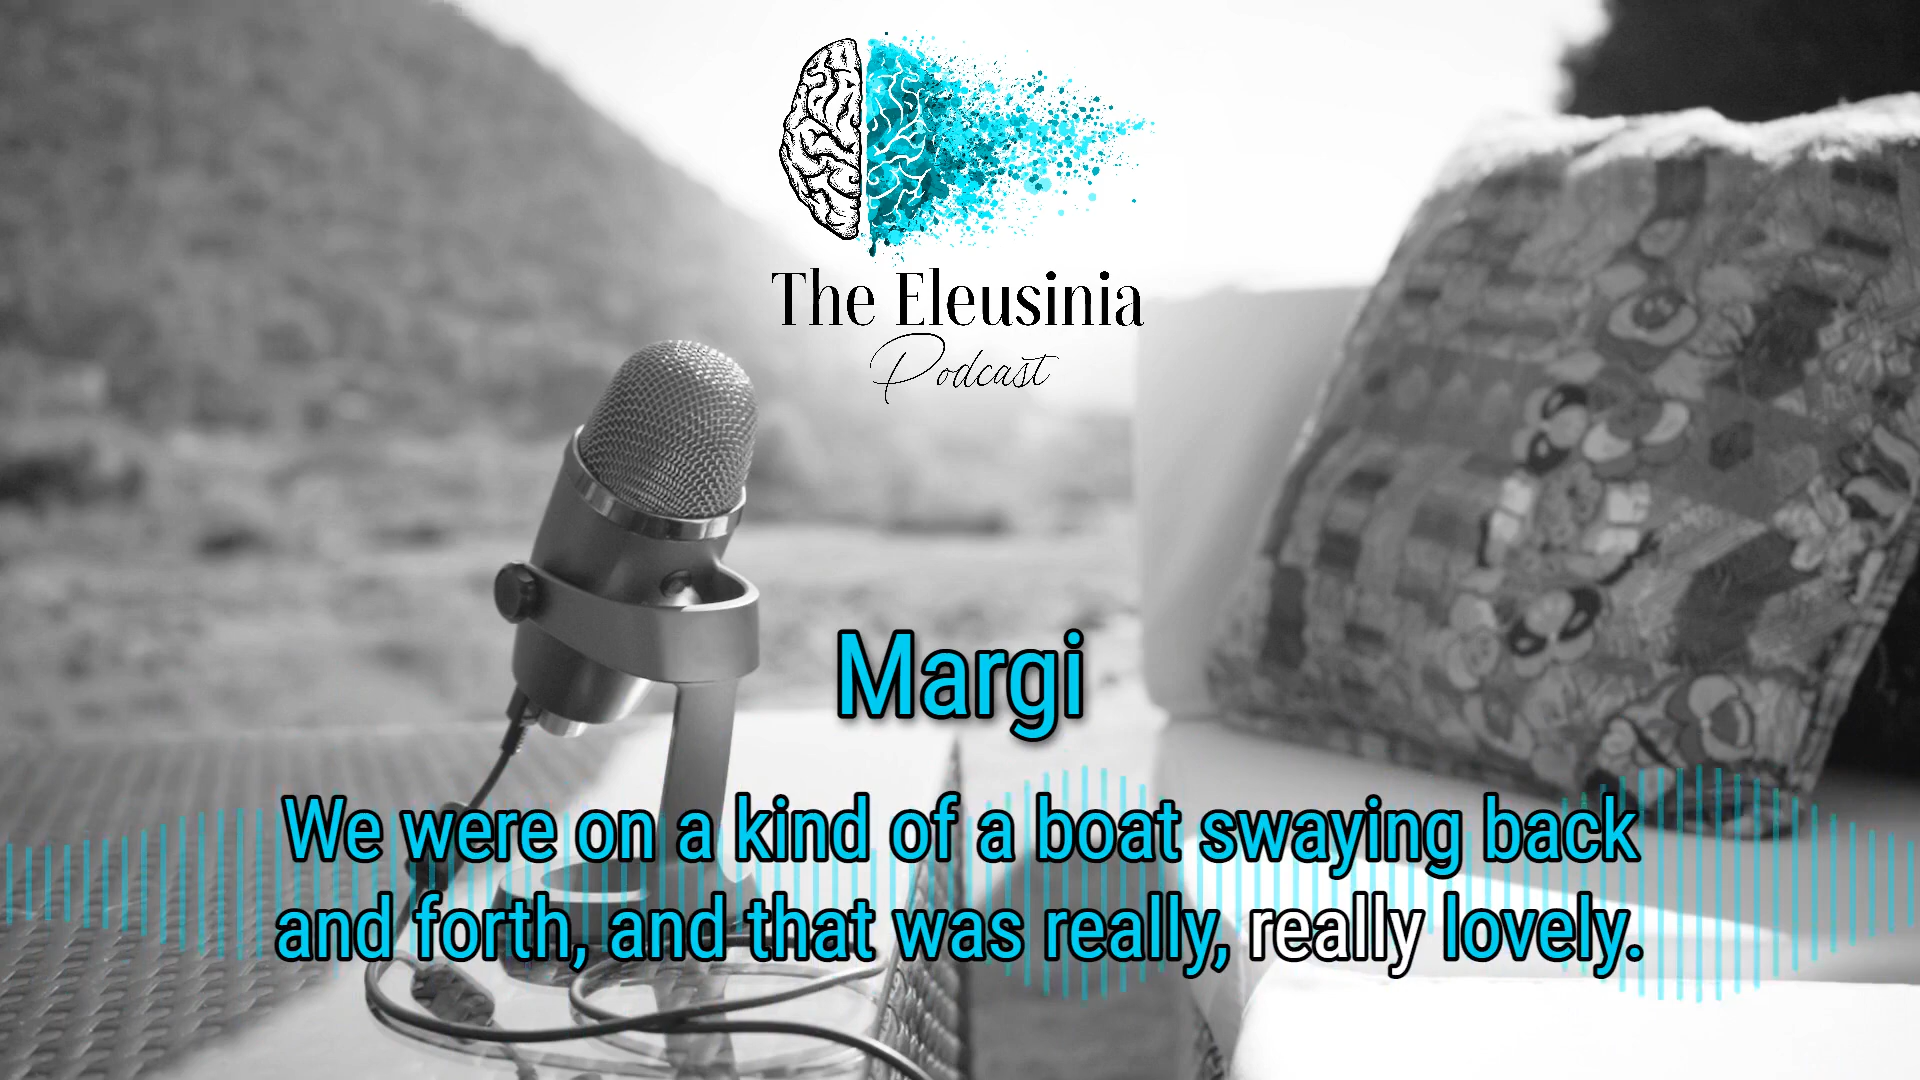 The Eleusinia
Podcast
Margi
We were on a kind of a boat swaying back
and forth, and that was really, really lovely.